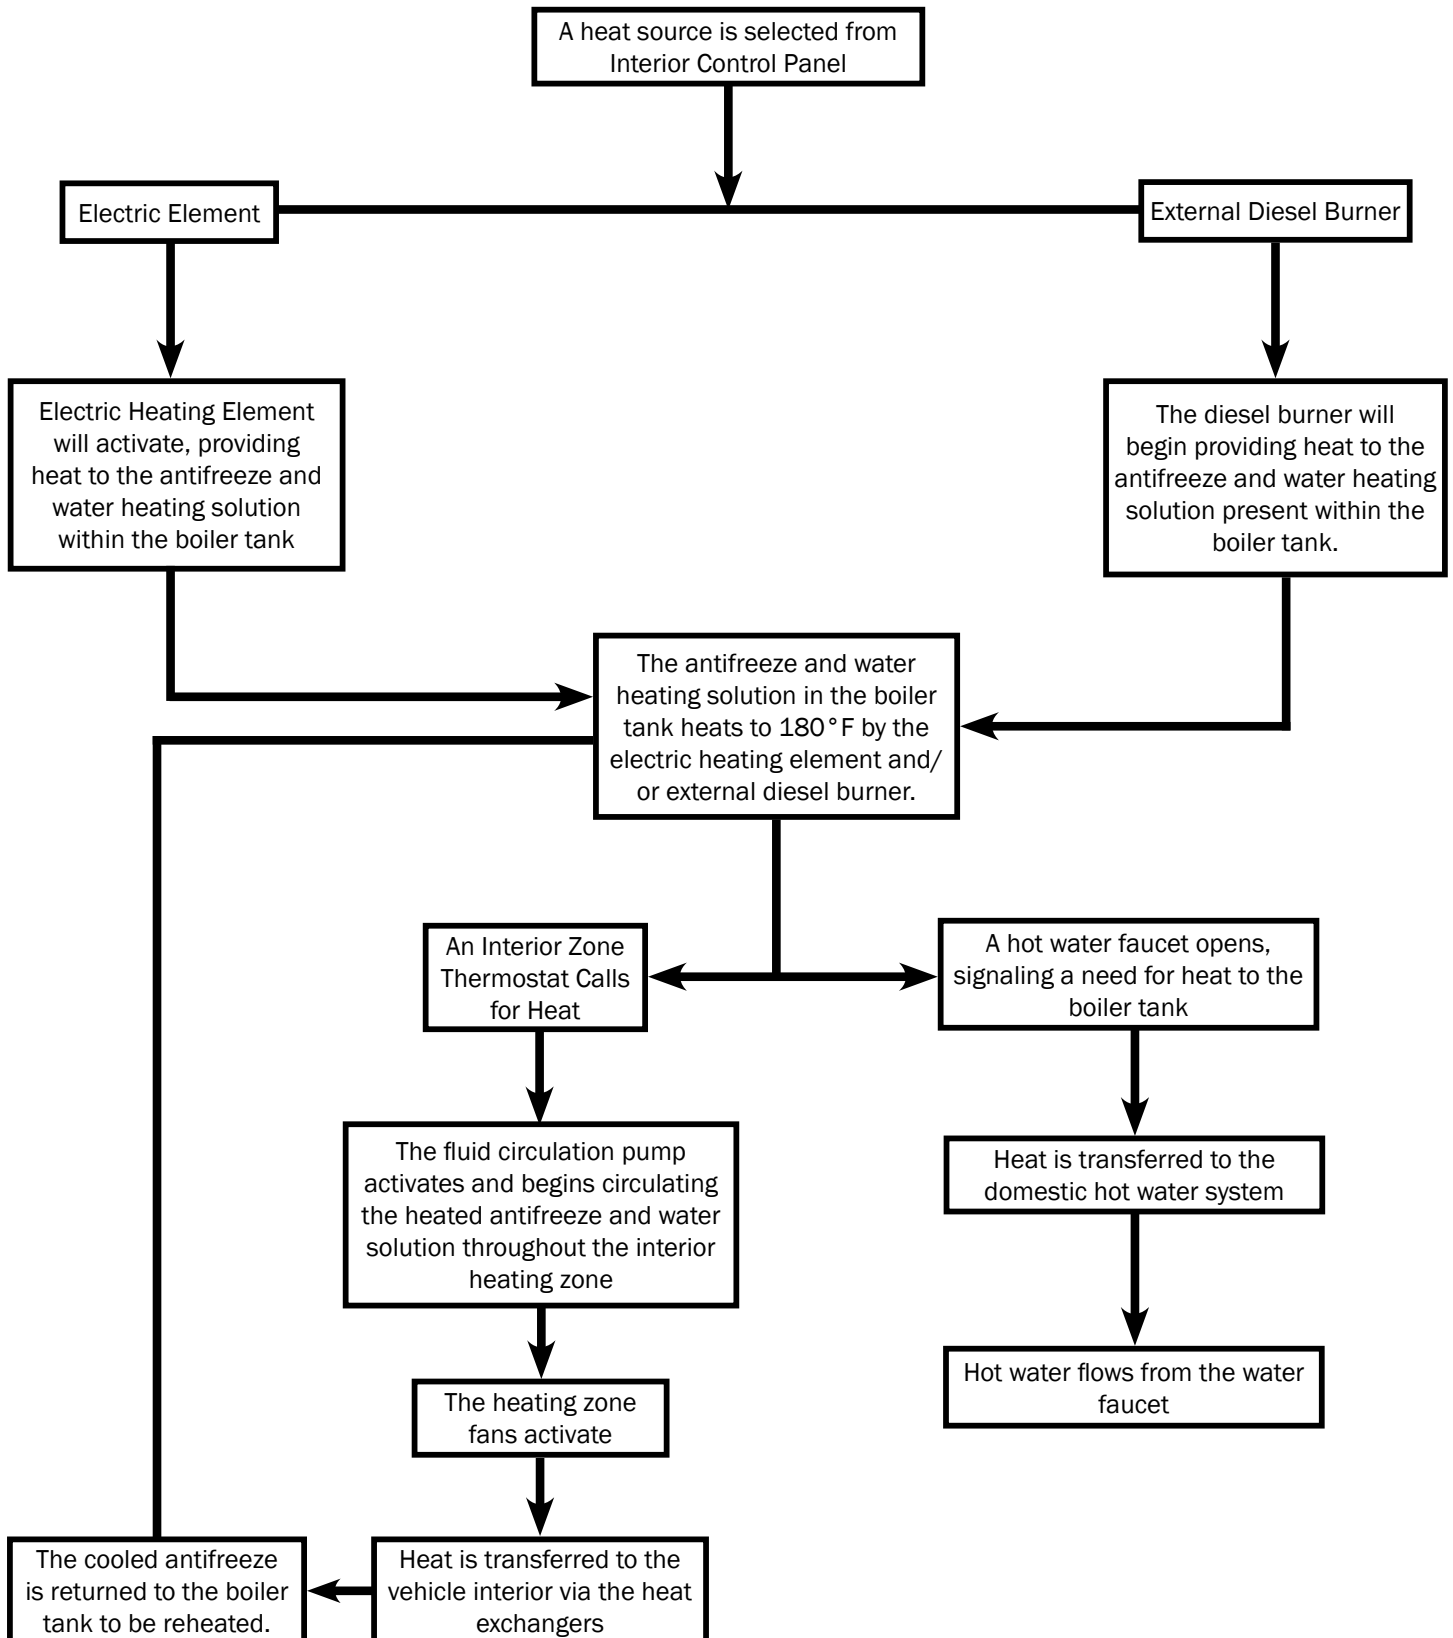 A heat source is selected from
Interior Control Panel
Electric Element
External Diesel Burner
Electric Heating Element
will activate, providing
heat to the antifreeze and
water heating solution
within the boiler tank
The diesel burner will
begin providing heat to the
antifreeze and water heating
solution present within the
boiler tank.
The antifreeze and water
heating solution in the boiler
tank heats to 180°F by the
electric heating element and/
or external diesel burner.
An Interior Zone
Thermostat Calls
for Heat
A hot water faucet opens,
signaling a need for heat to the
boiler tank
The fluid circulation pump
activates and begins circulating
the heated antifreeze and water
solution throughout the interior
heating zone
Heat is transferred to the
domestic hot water system
The heating zone
fans activate
Hot water flows from the water
faucet
The cooled antifreeze
is returned to the boiler
tank to be reheated.
Heat is transferred to the
vehicle interior via the heat
exchangers